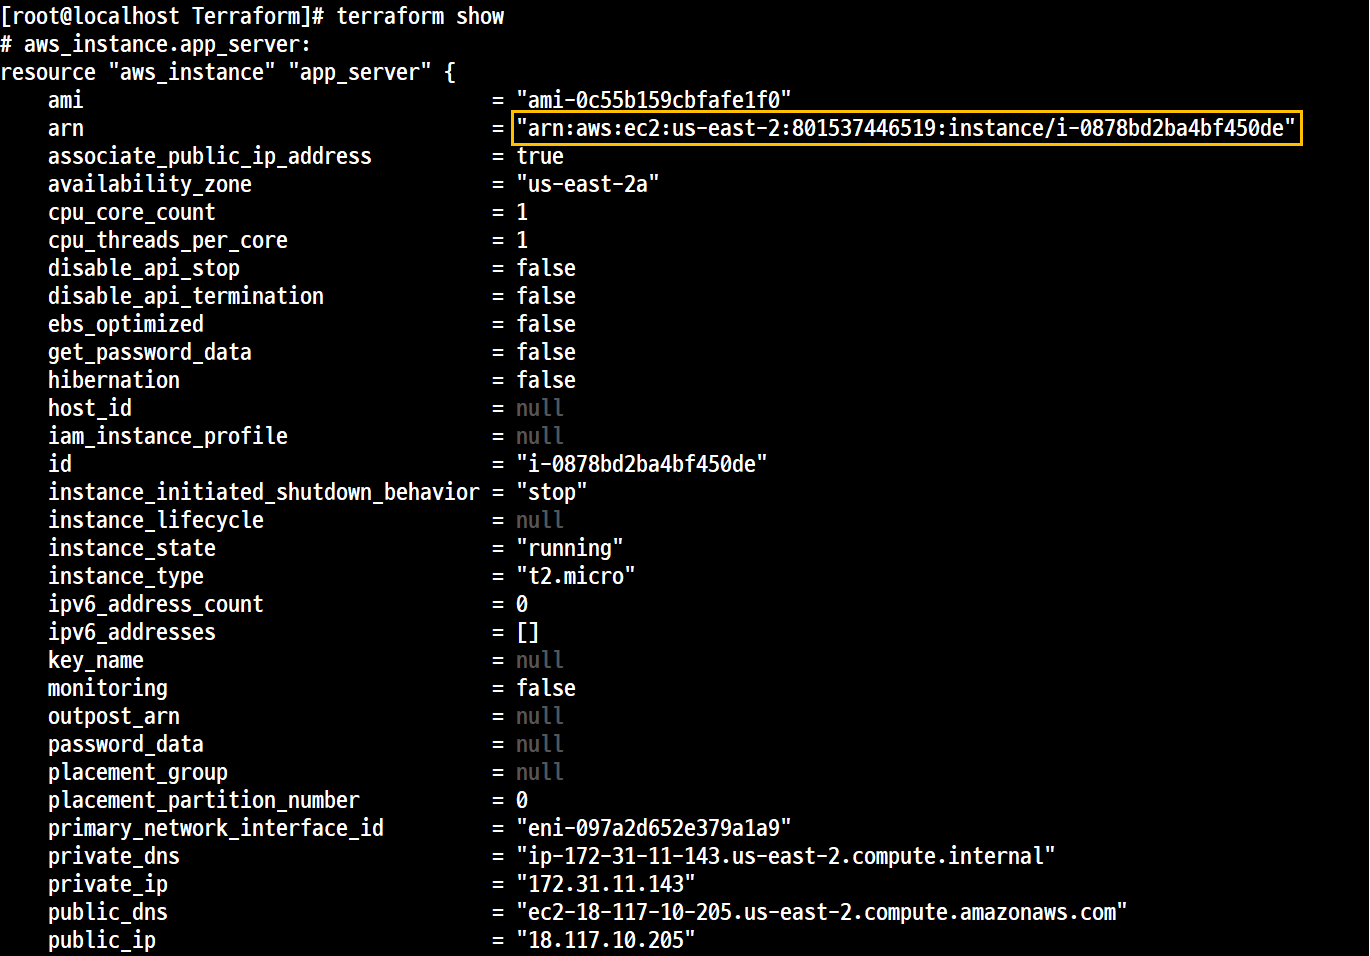 [root@localhost Terraform]# terraform show
# aws_instance.app_server:
resource "aws_instance" "app_server" {
    ami                                  = "ami-0c55b159cbfafe1f0"
    arn                                  = "arn:aws:ec2:us-east-2:801537446519:instance/i-0878bd2ba4bf450de"
    associate_public_ip_address          = true
    availability_zone                    = "us-east-2a"
    cpu_core_count                       = 1
    cpu_threads_per_core                 = 1
    disable_api_stop                     = false
    disable_api_termination              = false
    ebs_optimized                        = false
    get_password_data                    = false
    hibernation                          = false
    host_id                              = null
    iam_instance_profile                 = null
    id                                   = "i-0878bd2ba4bf450de"
    instance_initiated_shutdown_behavior = "stop"
    instance_lifecycle                   = null
    instance_state                       = "running"
    instance_type                        = "t2.micro"
    ipv6_address_count                   = 0
    ipv6_addresses                       = []
    key_name                             = null
    monitoring                           = false
    outpost_arn                          = null
    password_data                        = null
    placement_group                      = null
    placement_partition_number           = 0
    primary_network_interface_id         = "eni-097a2d652e379a1a9"
    private_dns                          = "ip-172-31-11-143.us-east-2.compute.internal"
    private_ip                           = "172.31.11.143"
    public_dns                           = "ec2-18-117-10-205.us-east-2.compute.amazonaws.com"
    public_ip                            = "18.117.10.205"